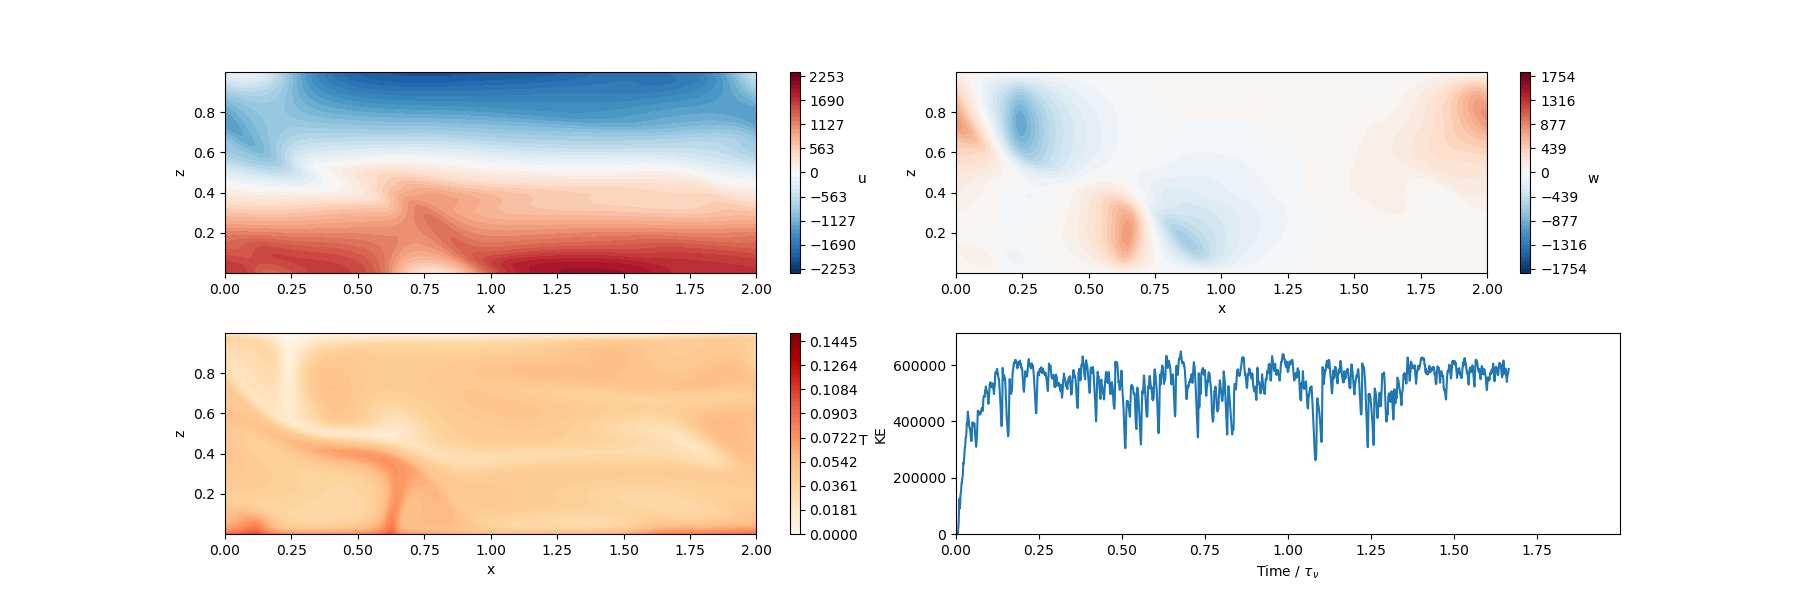 0.8
0.6
0.4
0.2
z
0.00 0.25 0.50 0.75 1.00 1.25 1.50 1.75 2.00
x
2253
1690
1127
563
0
−563
−1127
−1690
−2253
u
0.8
0.6
0.4
0.2
z
0.00 0.25 0.50 0.75 1.00 1.25 1.50 1.75 2.00
x
1754
1316
877
439
0
−439
−877
−1316
−1754
w
0.8
0.6
0.4
0.2
z
0.00 0.25 0.50 0.75 1.00 1.25 1.50 1.75 2.00
x
0.1445
0.1264
0.1084
0.0903
0.0722
0.0542
0.0361
0.0181
0.0000
T
600000
400000
200000
0
KE
0.00 0.25 0.50 0.75 1.00 1.25 1.50 1.75
Time / τν